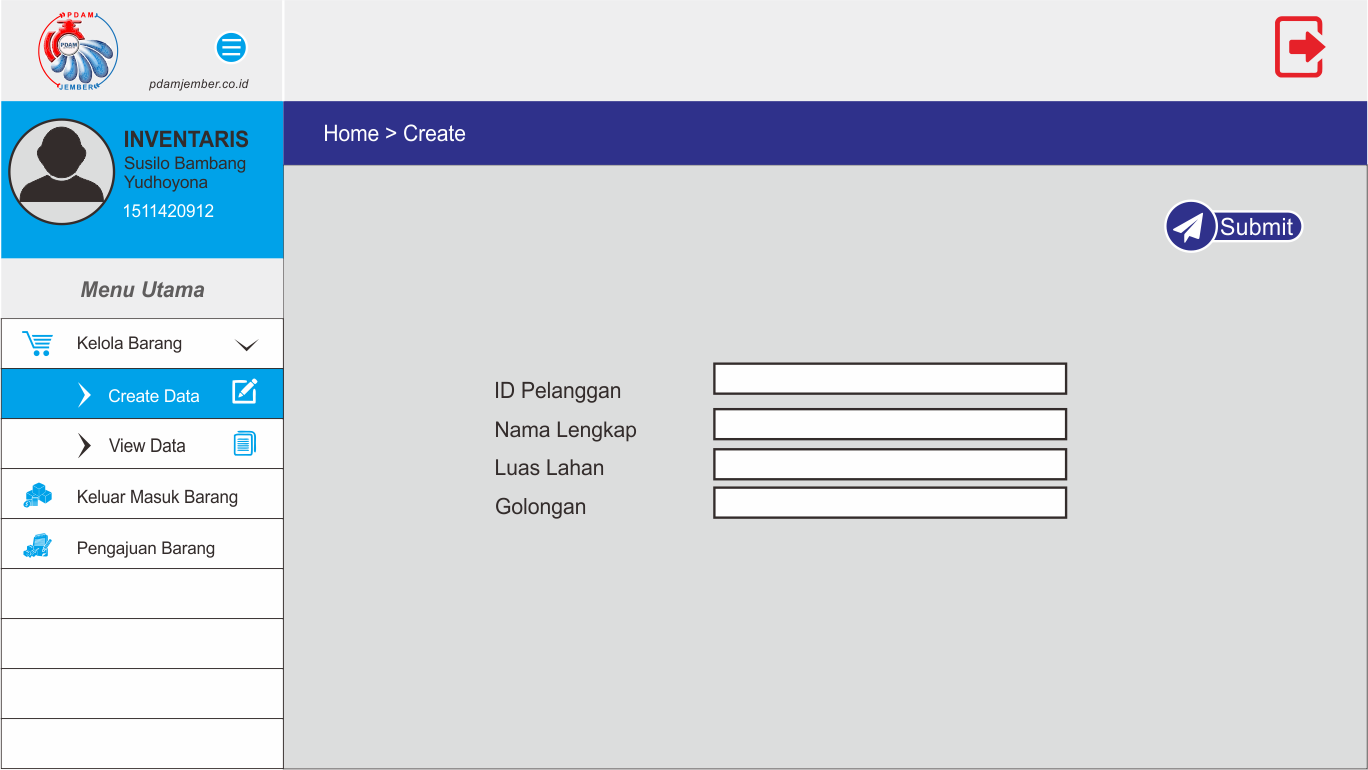 PDAM
PDAM
JEMBER
pdamjember.co.id
INVENTARIS
Susilo Bambang
Yudhoyona
1511420912
Home > Create
Submit
Menu Utama
Kelola Barang
Create Data
View Data
Keluar Masuk Barang
Pengajuan Barang
ID Pelanggan
Nama Lengkap
Luas Lahan
Golongan